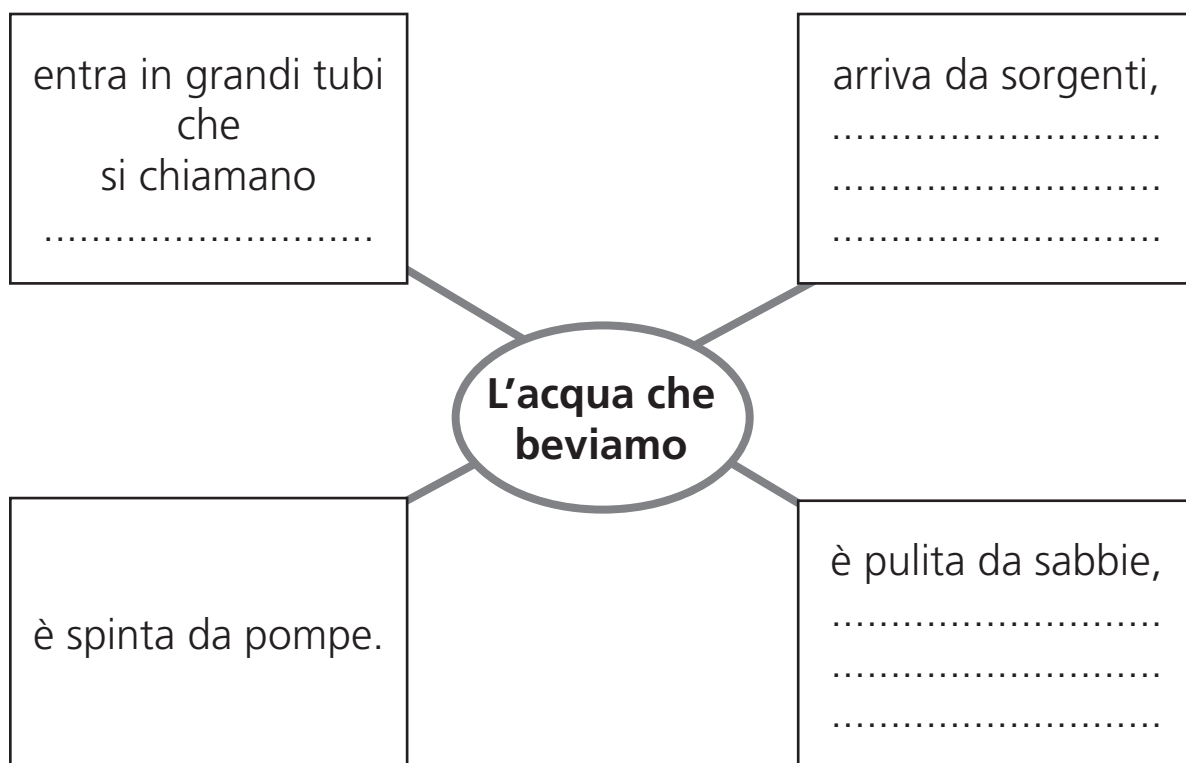 entra in grandi tubi
che
si chiamano
............................
arriva da sorgenti,
............................
............................
............................
L'acqua che
beviamo
è spinta da pompe.
è pulita da sabbie,
............................
............................
............................